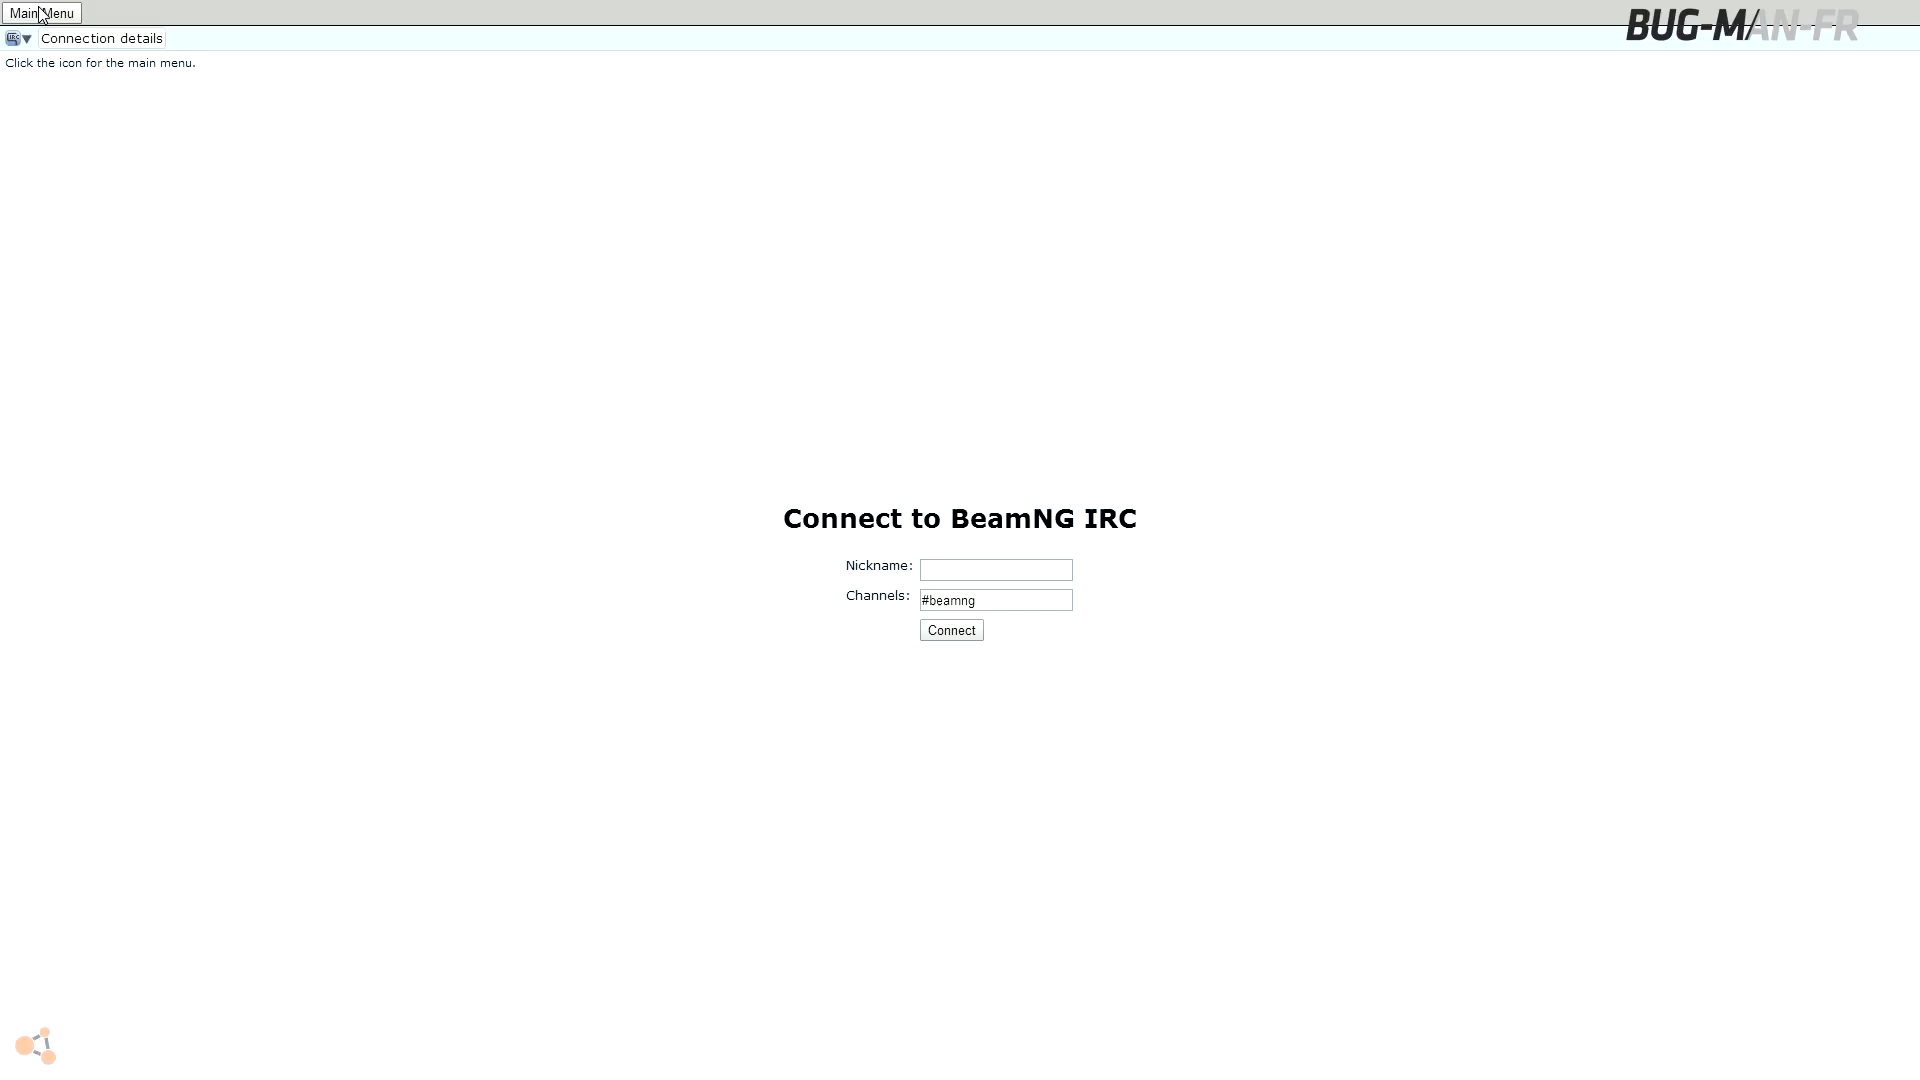 Main Menu
BUG-MAN-FR
IRC
Connection details
Click the icon for the main menu.
Connect to BeamNG IRC
Nickname:
Channels: #beamng
Connect